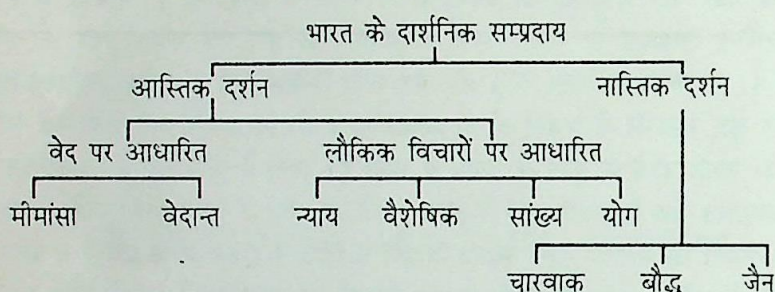 भारत के दार्शनिक सम्प्रदाय
आस्तिक दर्शन नास्तिक दर्शन
वेद पर आधारित लौकिक विचारों पर आधारित
मीमांसा वेदान्त न्याय वैशेषिक सांख्य योग
चारवाक बौद्ध जैन